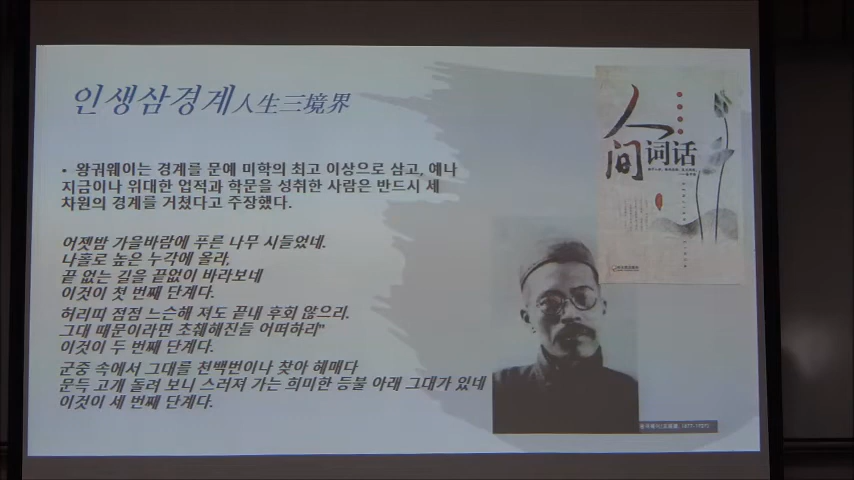 인생삼경계人生三境界
• 왕궈웨이는 경계를 문예 미학의 최고 이상으로 삼고, 예나
지금이나 위대한 업적과 학문을 성취한 사람은 반드시 세
차원의 경계를 거쳤다고 주장했다.
어젯밤 가을바람에 푸른 나무 시들었네.
나홀로 높은 누각에 올라,
끝 없는 길을 끝없이 바라보네
이것이 첫 번째 단계다.
허리띠 점점 느슨해 져도 끝내 후회 않으리.
그대 때문이라면 초췌해진들 어떠하리”
이것이 두 번째 단계다.
군중 속에서 그대를 천백번이나 찾아 헤매다
문득 고개 돌려 보니 스러져 가는 희미한 등불 아래 그대가 있네
이것이 세 번째 단계다.
人间
词话